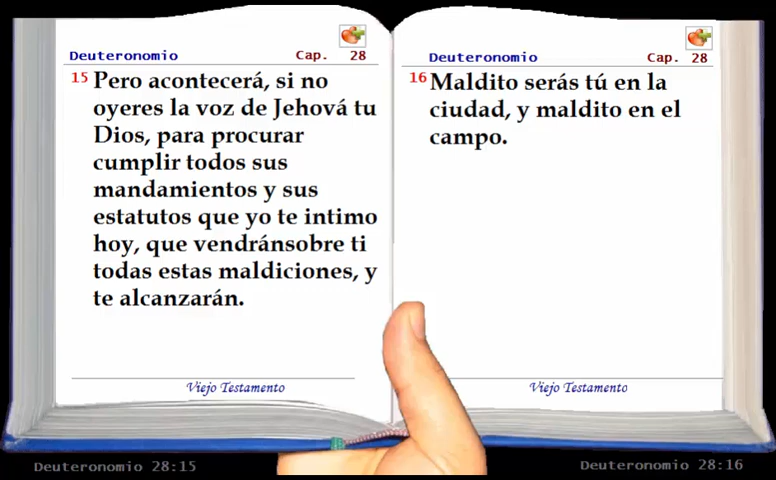 Deuteronomio Cap. 28
15 Pero acontecerá, si no
oyeres la voz de Jehová tu
Dios, para procurar
cumplir todos sus
mandamientos y sus
estatutos que yo te intimo
hoy, que vendránsobre ti
todas estas maldiciones, y
te alcanzarán.
Viejo Testamento
Deuteronomio 28:15
Deuteronomio Cap. 28
16 Maldito serás tú en la
ciudad, y maldito en el
campo.
Viejo Testamento
Deuteronomio 28:16